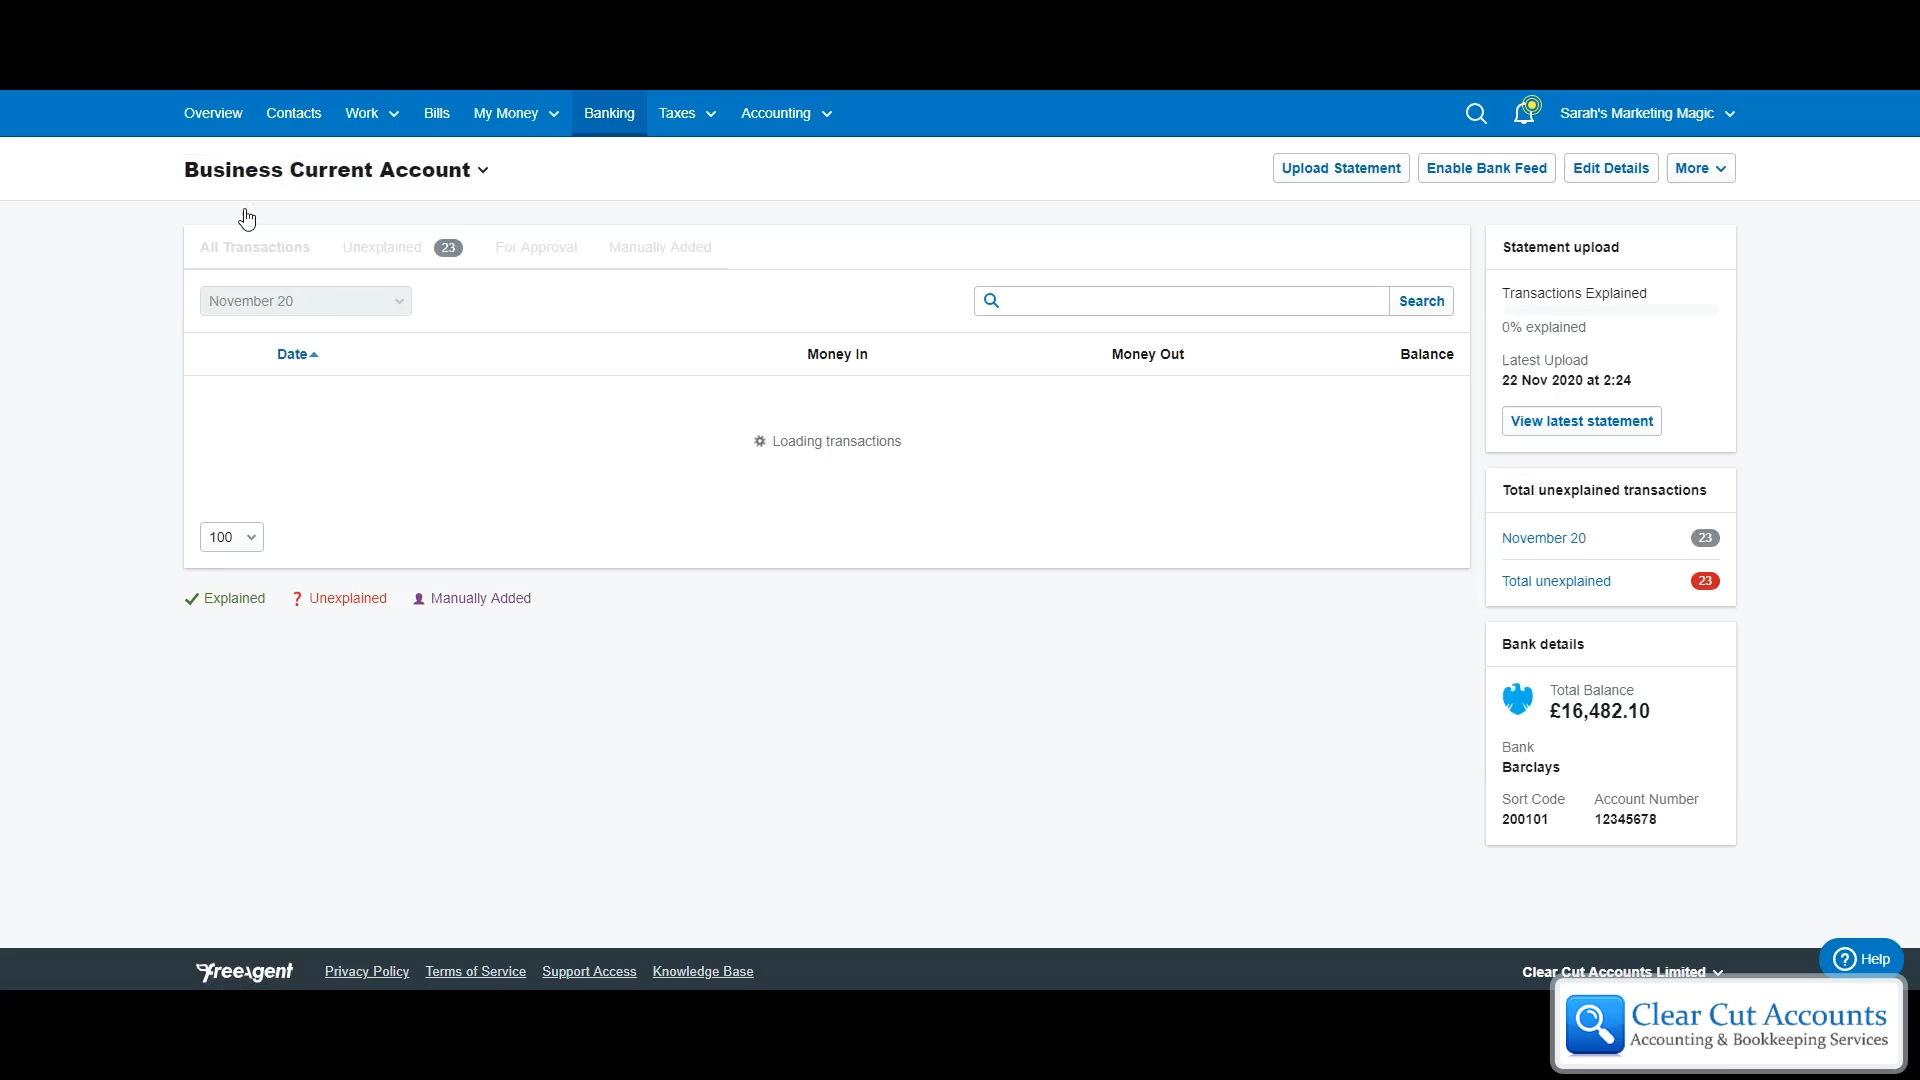 Overview Contacts Work Bills My Money Banking Taxes Accounting Sarah's Marketing Magic
Business Current Account Upload Statement Enable Bank Feed Edit Details More
All Transactions Unexplained 23 For Approval Manually Added
November 20 Search
Date Money In Money Out Balance
Loading transactions
100
Explained ? Unexplained Manually Added
Statement upload
Transactions Explained
0% explained
Latest Upload
22 Nov 2020 at 2:24
View latest statement
Total unexplained transactions
November 20 23
Total unexplained 23
Bank details
Total Balance
£16,482.10
Bank
Barclays
Sort Code Account Number
200101 12345678
freeagent Privacy Policy Terms of Service Support Access Knowledge Base Clear Cut Accounts Limited
? Help
Clear Cut Accounts
Accounting & Bookkeeping Services